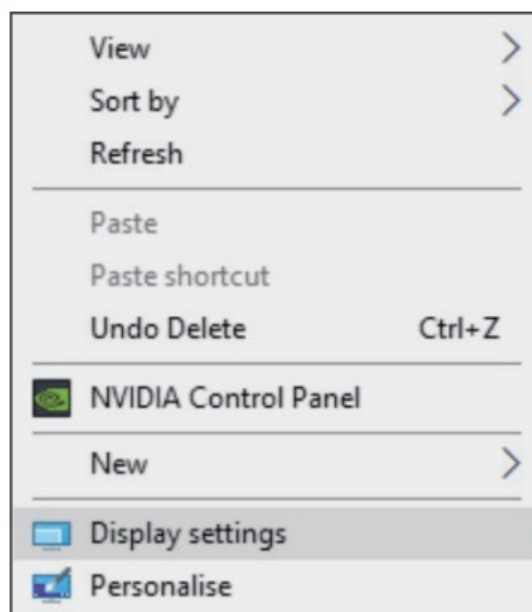 View
Sort by
Refresh
Paste
Paste shortcut
Undo Delete Ctrl+Z
NVIDIA Control Panel
New
Display settings
Personalise